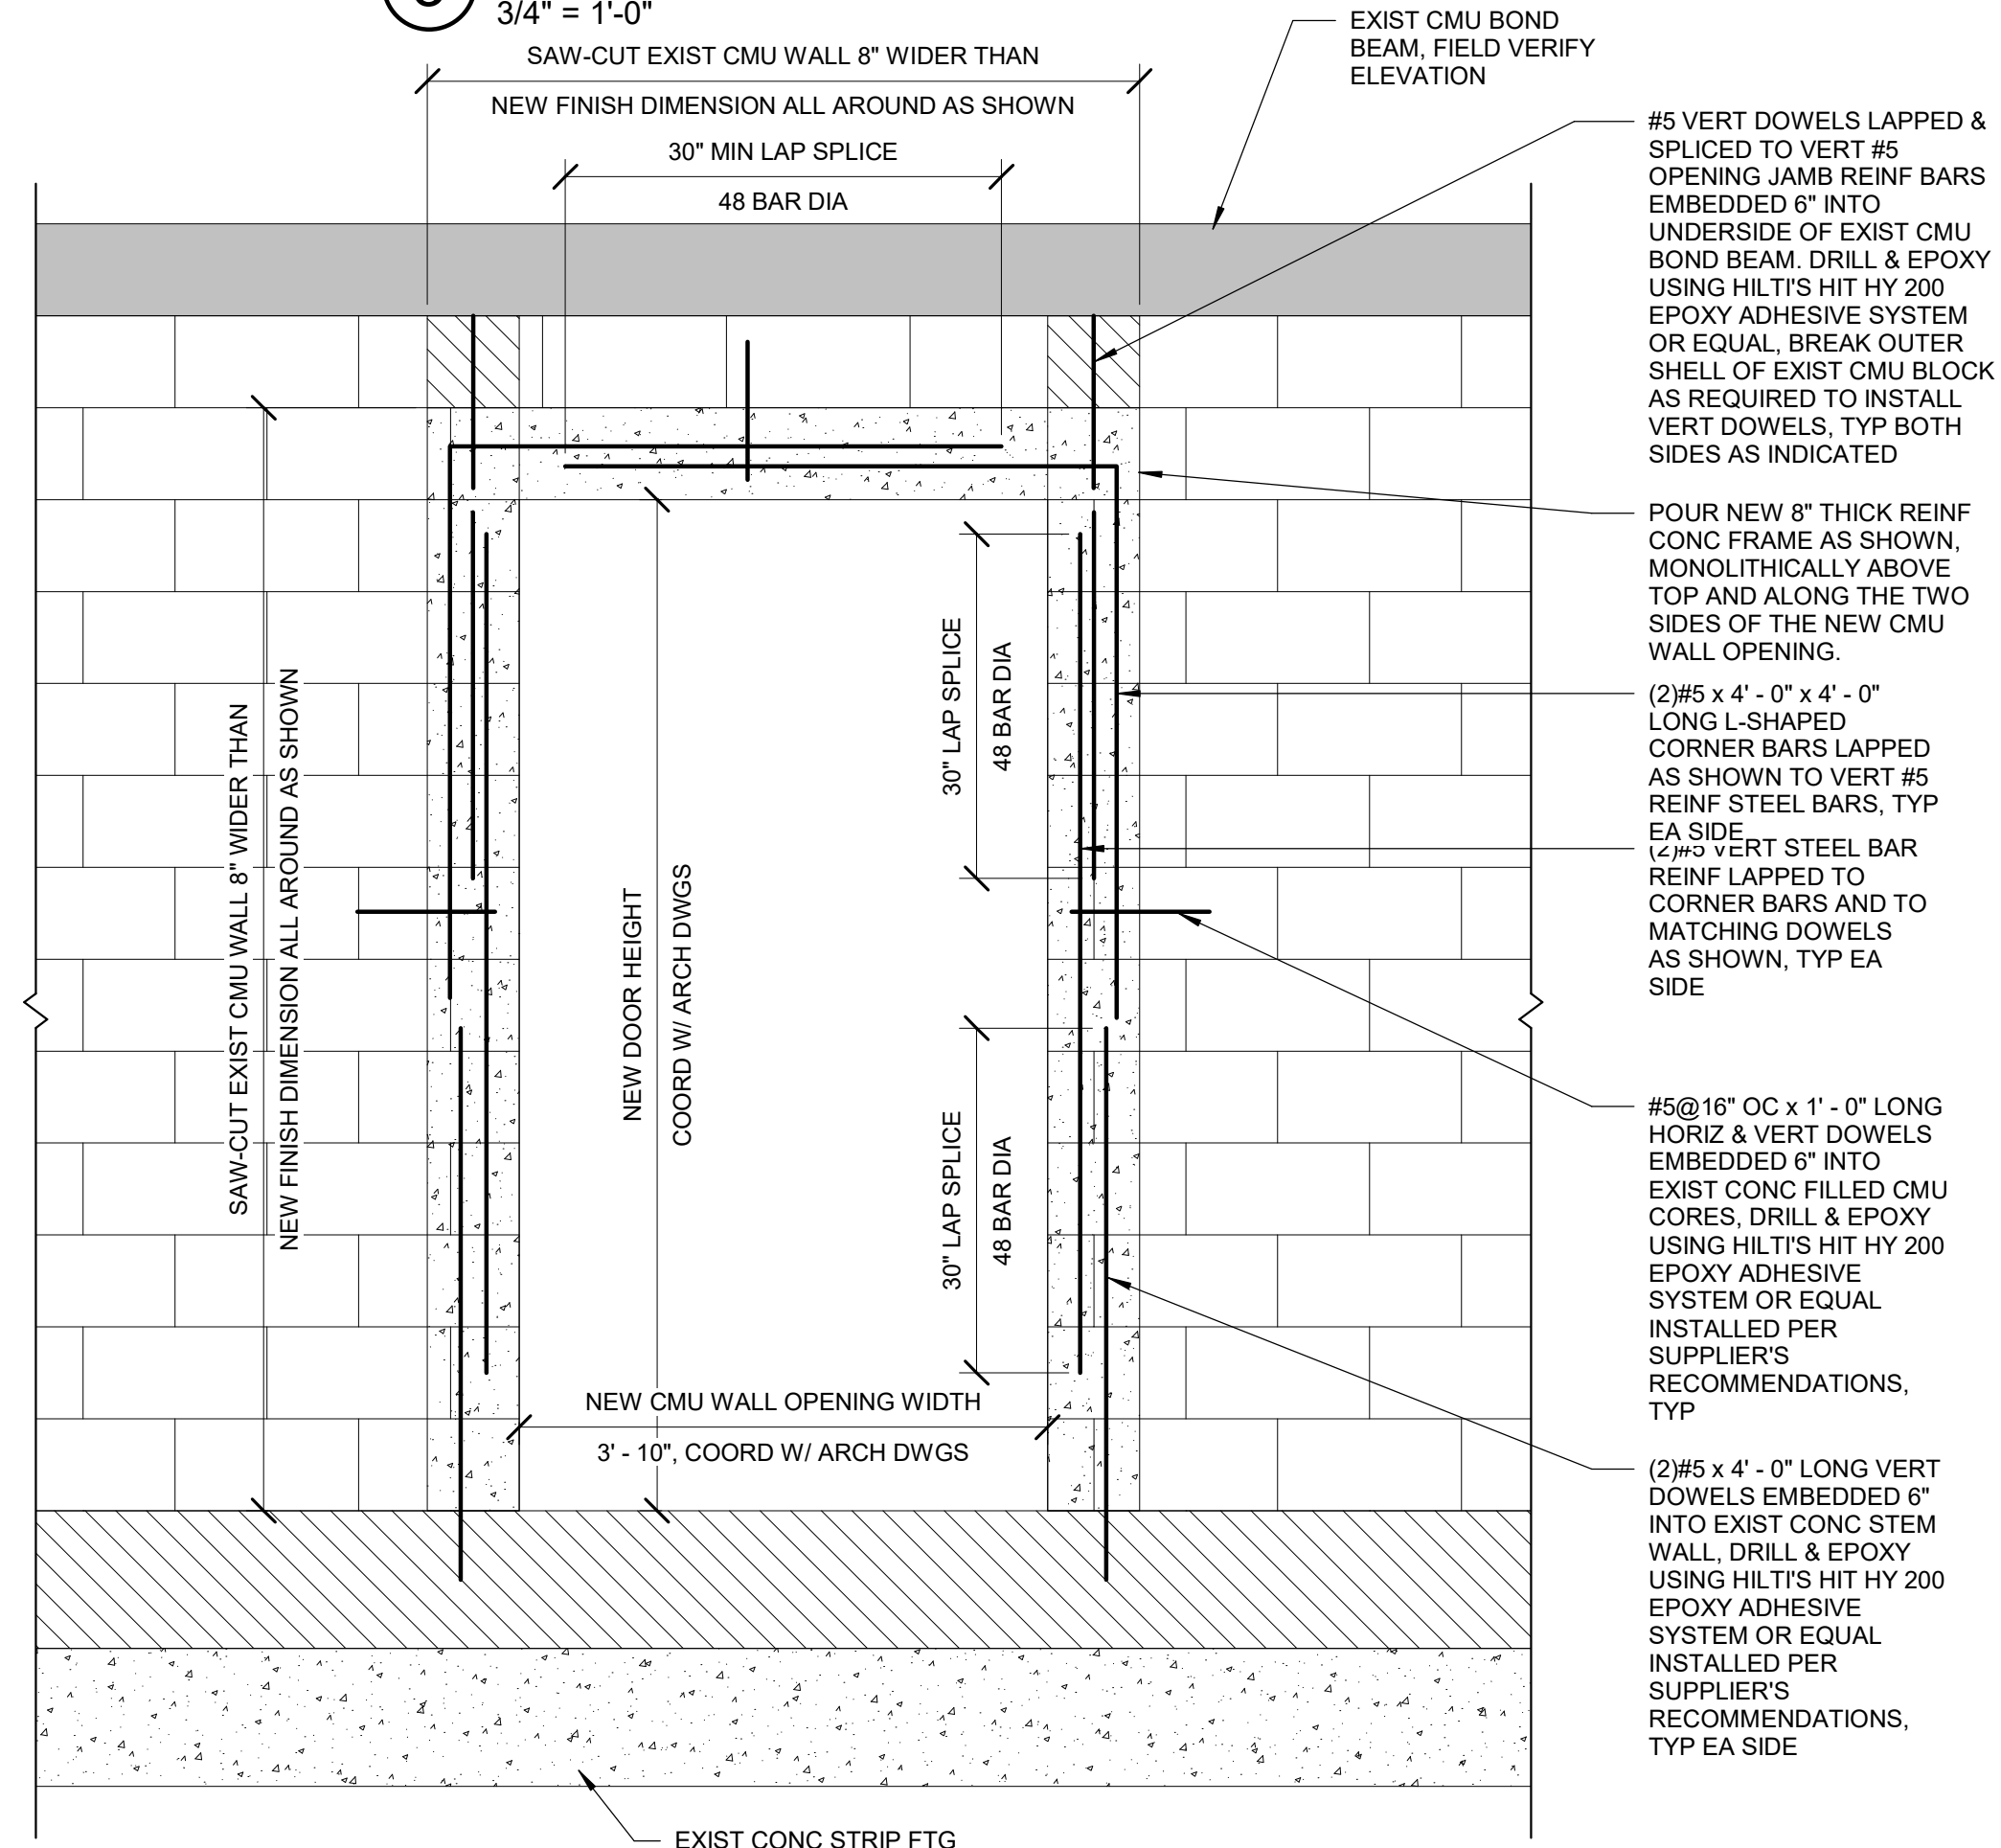 3/4" = 1'-0"
SAW-CUT EXIST CMU WALL 8" WIDER THAN
NEW FINISH DIMENSION ALL AROUND AS SHOWN
30" MIN LAP SPLICE
48 BAR DIA
EXIST CMU BOND
BEAM, FIELD VERIFY
ELEVATION
#5 VERT DOWELS LAPPED &
SPLICED TO VERT #5
OPENING JAMB REINF BARS
EMBEDDED 6" INTO
UNDERSIDE OF EXIST CMU
BOND BEAM. DRILL & EPOXY
USING HILTI'S HIT HY 200
EPOXY ADHESIVE SYSTEM
OR EQUAL, BREAK OUTER
SHELL OF EXIST CMU BLOCK
AS REQUIRED TO INSTALL
VERT DOWELS, TYP BOTH
SIDES AS INDICATED
POUR NEW 8" THICK REINF
CONC FRAME AS SHOWN,
MONOLITHICALLY ABOVE
TOP AND ALONG THE TWO
SIDES OF THE NEW CMU
WALL OPENING.
(2)#5 x 4' - 0" x 4' - 0"
LONG L-SHAPED
CORNER BARS LAPPED
AS SHOWN TO VERT #5
REINF STEEL BARS, TYP
EA SIDE
(2)#5 VERT STEEL BAR
REINF LAPPED TO
CORNER BARS AND TO
MATCHING DOWELS
AS SHOWN, TYP EA
SIDE
#5@16" OC x 1' - 0" LONG
HORIZ & VERT DOWELS
EMBEDDED 6" INTO
EXIST CONC FILLED CMU
CORES, DRILL & EPOXY
USING HILTI'S HIT HY 200
EPOXY ADHESIVE
SYSTEM OR EQUAL
INSTALLED PER
SUPPLIER'S
RECOMMENDATIONS,
TYP
(2)#5 x 4' - 0" LONG VERT
DOWELS EMBEDDED 6"
INTO EXIST CONC STEM
WALL, DRILL & EPOXY
USING HILTI'S HIT HY 200
EPOXY ADHESIVE
SYSTEM OR EQUAL
INSTALLED PER
SUPPLIER'S
RECOMMENDATIONS,
TYP EA SIDE
SAW-CUT EXIST CMU WALL 8" WIDER THAN
NEW FINISH DIMENSION ALL AROUND AS SHOWN
NEW DOOR HEIGHT
COORD W/ ARCH DWGS
30" LAP SPLICE
48 BAR DIA
30" LAP SPLICE
48 BAR DIA
NEW CMU WALL OPENING WIDTH
3' - 10", COORD W/ ARCH DWGS
EXIST CONC STRIP FTG